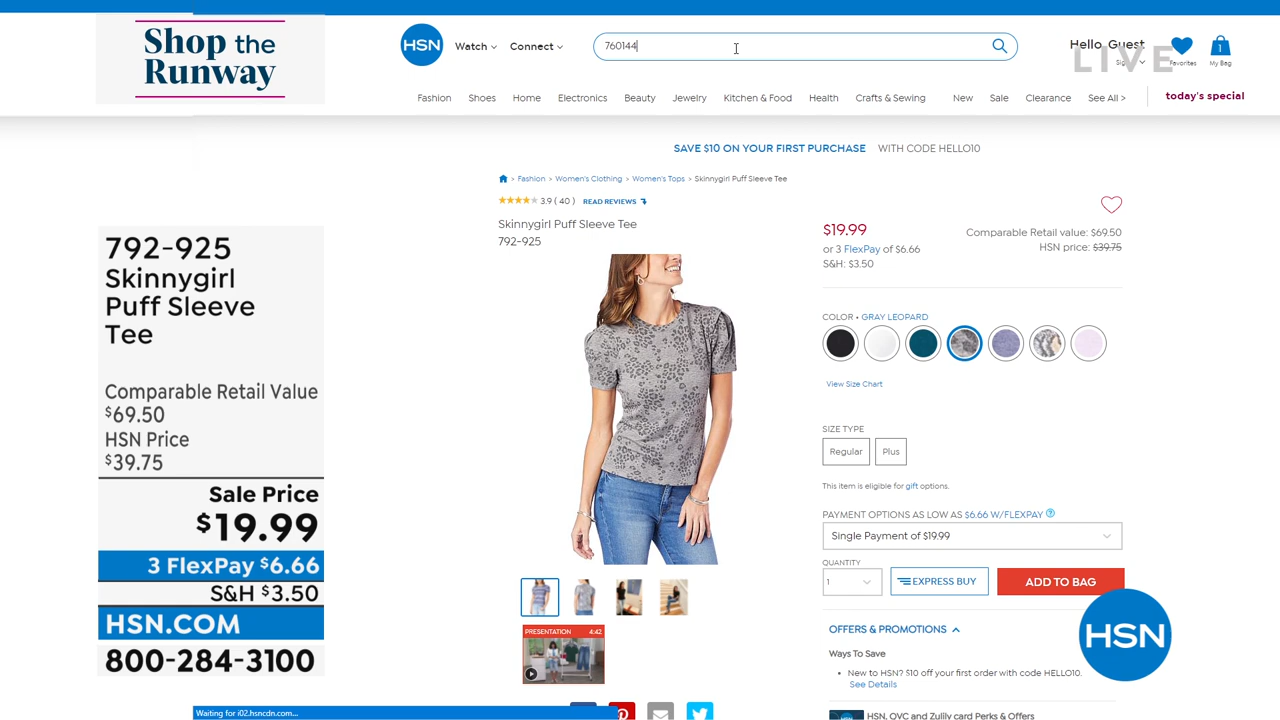 Shop the
Runway
HSN
Watch
Connect
760144
Hello, Guest
LIVE
Favorites
1
My Bag
Fashion
Shoes
Home
Electronics
Beauty
Jewelry
Kitchen & Food
Health
Crafts & Sewing
New
Sale
Clearance
See All >
today's special
SAVE $10 ON YOUR FIRST PURCHASE WITH CODE HELLO10
> Fashion > Women's Clothing > Women's Tops > Skinnygirl Puff Sleeve Tee
3.9 ( 40 ) READ REVIEWS
Skinnygirl Puff Sleeve Tee
792-925
$19.99
or 3 FlexPay of $6.66
S&H: $3.50
Comparable Retail value: $69.50
HSN price: $39.75
COLOR • GRAY LEOPARD
View Size Chart
SIZE TYPE
Regular
Plus
This item is eligible for gift options.
PAYMENT OPTIONS AS LOW AS $6.66 W/FLEXPAY ?
Single Payment of $19.99
QUANTITY
1
EXPRESS BUY
ADD TO BAG
OFFERS & PROMOTIONS
Ways To Save
• New to HSN? $10 off your first order with code HELLO10.
See Details
HSN, QVC and Zulily card Perks & Offers
PRESENTATION 4:42
792-925
Skinnygirl
Puff Sleeve
Tee
Comparable Retail Value
$69.50
HSN Price
$39.75
Sale Price
$19.99
3 FlexPay $6.66
S&H $3.50
HSN.COM
800-284-3100
HSN
Waiting for i02.hsncdn.com...